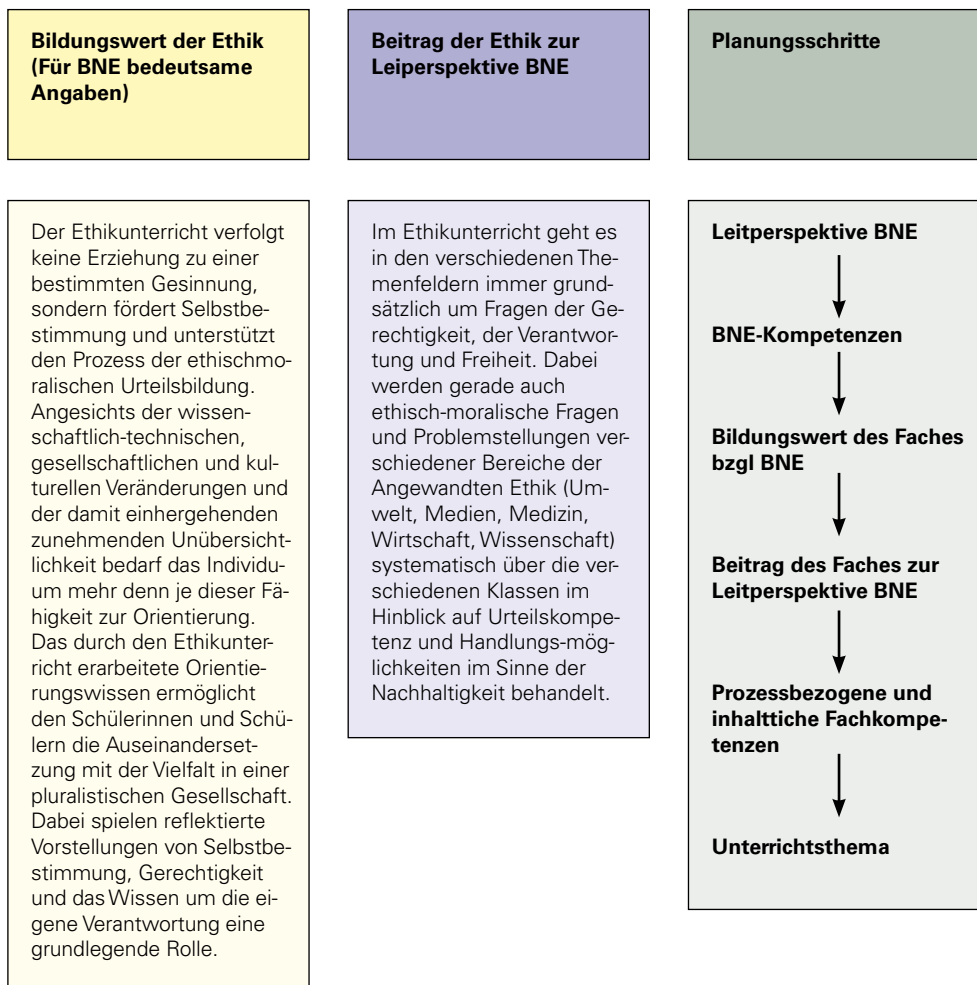 Bildungswert der Ethik
(Für BNE bedeutsame
Angaben)
Beitrag der Ethik zur
Leiperspektive BNE
Planungsschritte
Der Ethikunterricht verfolgt
keine Erziehung zu einer
bestimmten Gesinnung,
sondern fördert Selbstbe-
stimmung und unterstützt
den Prozess der ethischmo-
ralischen Urteilsbildung.
Angesichts der wissen-
schaftlich-technischen,
gesellschaftlichen und kul-
turellen Veränderungen und
der damit einhergehenden
zunehmenden Unübersicht-
lichkeit bedarf das Individu-
um mehr denn je dieser Fä-
higkeit zur Orientierung.
Das durch den Ethikunter-
richt erarbeitete Orientie-
rungswissen ermöglicht
den Schülerinnen und Schü-
lern die Auseinanderset-
zung mit der Vielfalt in einer
pluralistischen Gesellschaft.
Dabei spielen reflektierte
Vorstellungen von Selbstbe-
stimmung, Gerechtigkeit
und das Wissen um die ei-
gene Verantwortung eine
grundlegende Rolle.
Im Ethikunterricht geht es
in den verschiedenen The-
menfeldern immer grund-
sätzlich um Fragen der Ge-
rechtigkeit, der Verantwor-
tung und Freiheit. Dabei
werden gerade auch
ethisch-moralische Fragen
und Problemstellungen ver-
schiedener Bereiche der
Angewandten Ethik (Um-
welt, Medien, Medizin,
Wirtschaft, Wissenschaft)
systematisch über die ver-
schiedenen Klassen im
Hinblick auf Urteilskompe-
tenz und Handlungs-mög-
lichkeiten im Sinne der
Nachhaltigkeit behandelt.
Leitperspektive BNE
BNE-Kompetenzen
Bildungswert des Faches
bzgl BNE
Beitrag des Faches zur
Leitperspektive BNE
Prozessbezogene und
inhalttiche Fachkompe-
tenzen
Unterrichtsthema